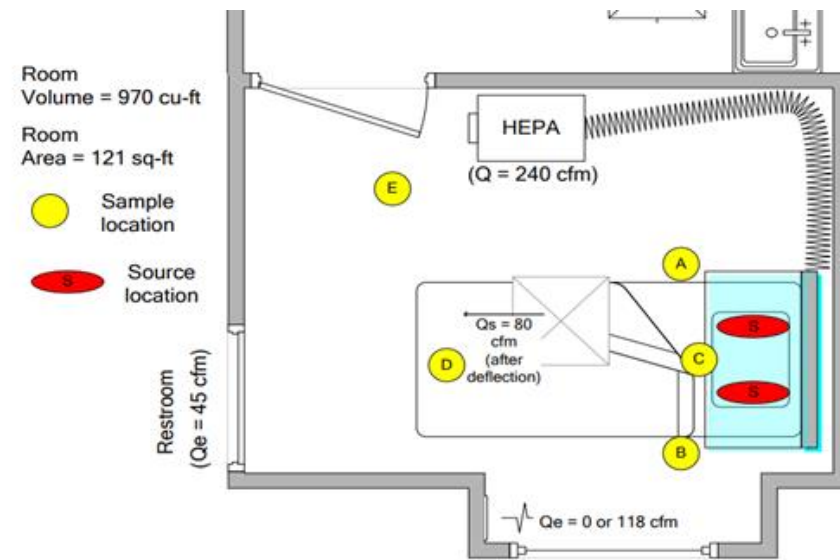 Room
Volume = 970 cu-ft
Room
Area = 121 sq-ft
Sample
location
S
Source
location
HEPA
(Q = 240 cfm)
E
A
S
Qs = 80
cfm
(after
deflection)
C
D
S
B
Restroom
(Qe = 45 cfm)
Qe = 0 or 118 cfm